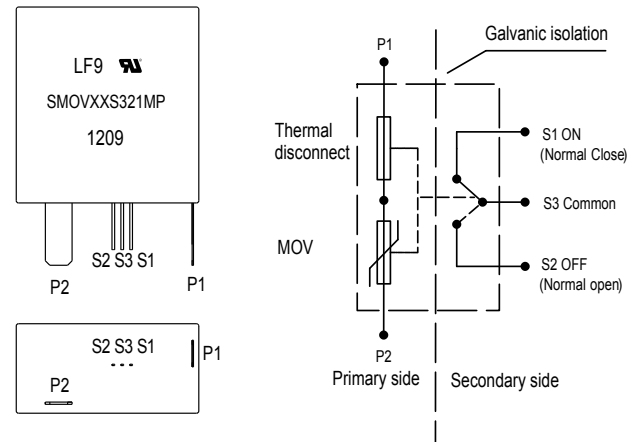 LF9
SMOVXXS321MP
1209
S2 S3 S1
P2
P1
S2 S3 S1
P1
P2
Galvanic isolation
P1
Thermal
disconnect
MOV
S1 ON
(Normal Close)
S3 Common
S2 OFF
(Normal open)
P2
Primary side
Secondary side